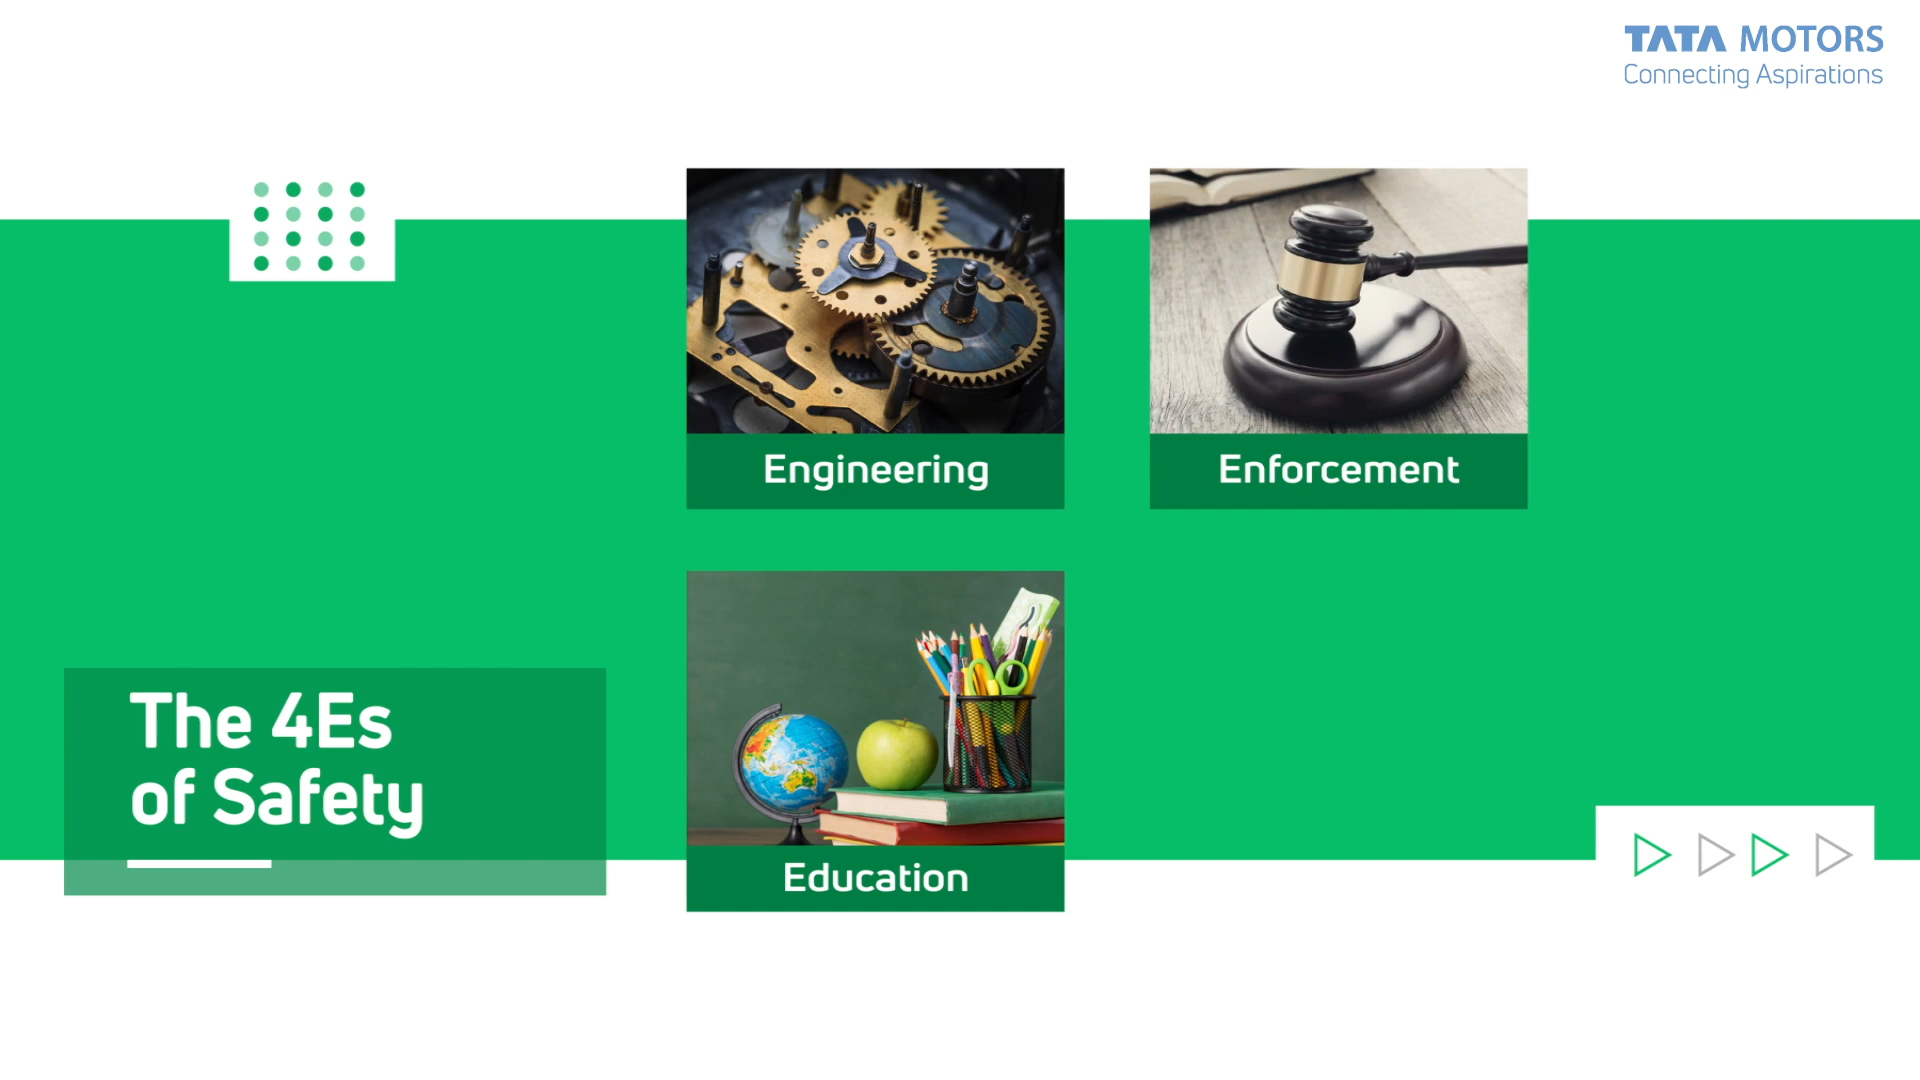 TATA MOTORS
Connecting Aspirations
Engineering
Enforcement
The 4Es
of Safety
Education